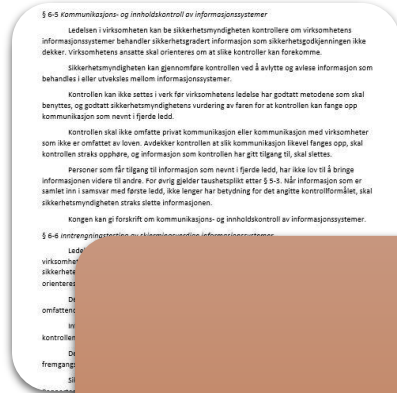 § 6-5 Kommunikasjons- og innholdskontroll av informasjonssystemer
Ledelsen i virksomheten kan be sikkerhetsmyndigheten kontrollere om virksomhetens
informasjonssystemer behandler sikkerhetsgradert informasjon som sikkerhetsgodkjenningen ikke
dekker. Virksomhetens ansatte skal orienteres om at slike kontroller kan forekomme.
Sikkerhetsmyndigheten kan gjennomføre kontrollen ved å avlytte og avlese informasjon som
behandles i eller utveksles mellom informasjonssystemer.
Kontrollen kan ikke settes i verk før virksomhetens ledelse har godtatt metodene som skal
benyttes, og godtatt sikkerhetsmyndighetens vurdering av faren for at kontrollen kan fange opp
kommunikasjon som nevnt i fjerde ledd.
Kontrollen skal ikke omfatte privat kommunikasjon eller kommunikasjon med virksomheter
som ikke er omfattet av loven. Avdekker kontrollen at slik kommunikasjon likevel fanges opp, skal
kontrollen straks opphøre, og informasjon som kontrollen har gitt tilgang til, skal slettes.
Personer som får tilgang til informasjon som nevnt i fjerde ledd, har ikke lov til å bringe
informasjonen videre til andre. For øvrig gjelder taushetsplikt etter § 5-3. Når informasjon som er
samlet inn i samsvar med første ledd, ikke lenger har betydning for det angitte kontrollformålet, skal
sikkerhetsmyndigheten straks slette informasjonen.
Kongen kan gi forskrift om kommunikasjons- og innholdskontroll av informasjonssystemer.
§ 6-6 Inntrengningstesting av skjermingsverdige informasjonssystemer